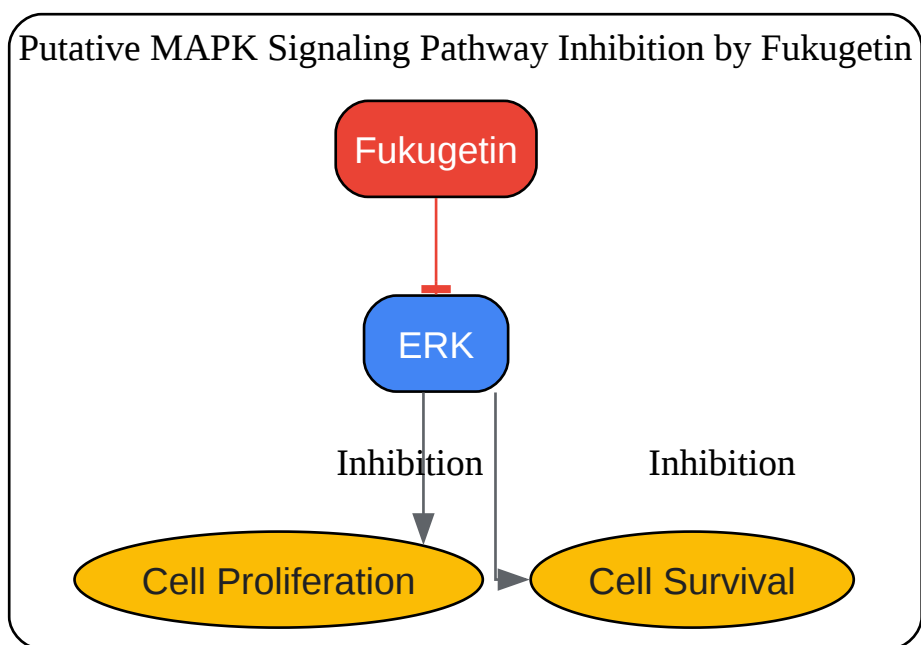 Putative MAPK Signaling Pathway Inhibition by Fukugetin
Fukugetin
ERK
Inhibition Inhibition
Cell Proliferation Cell Survival